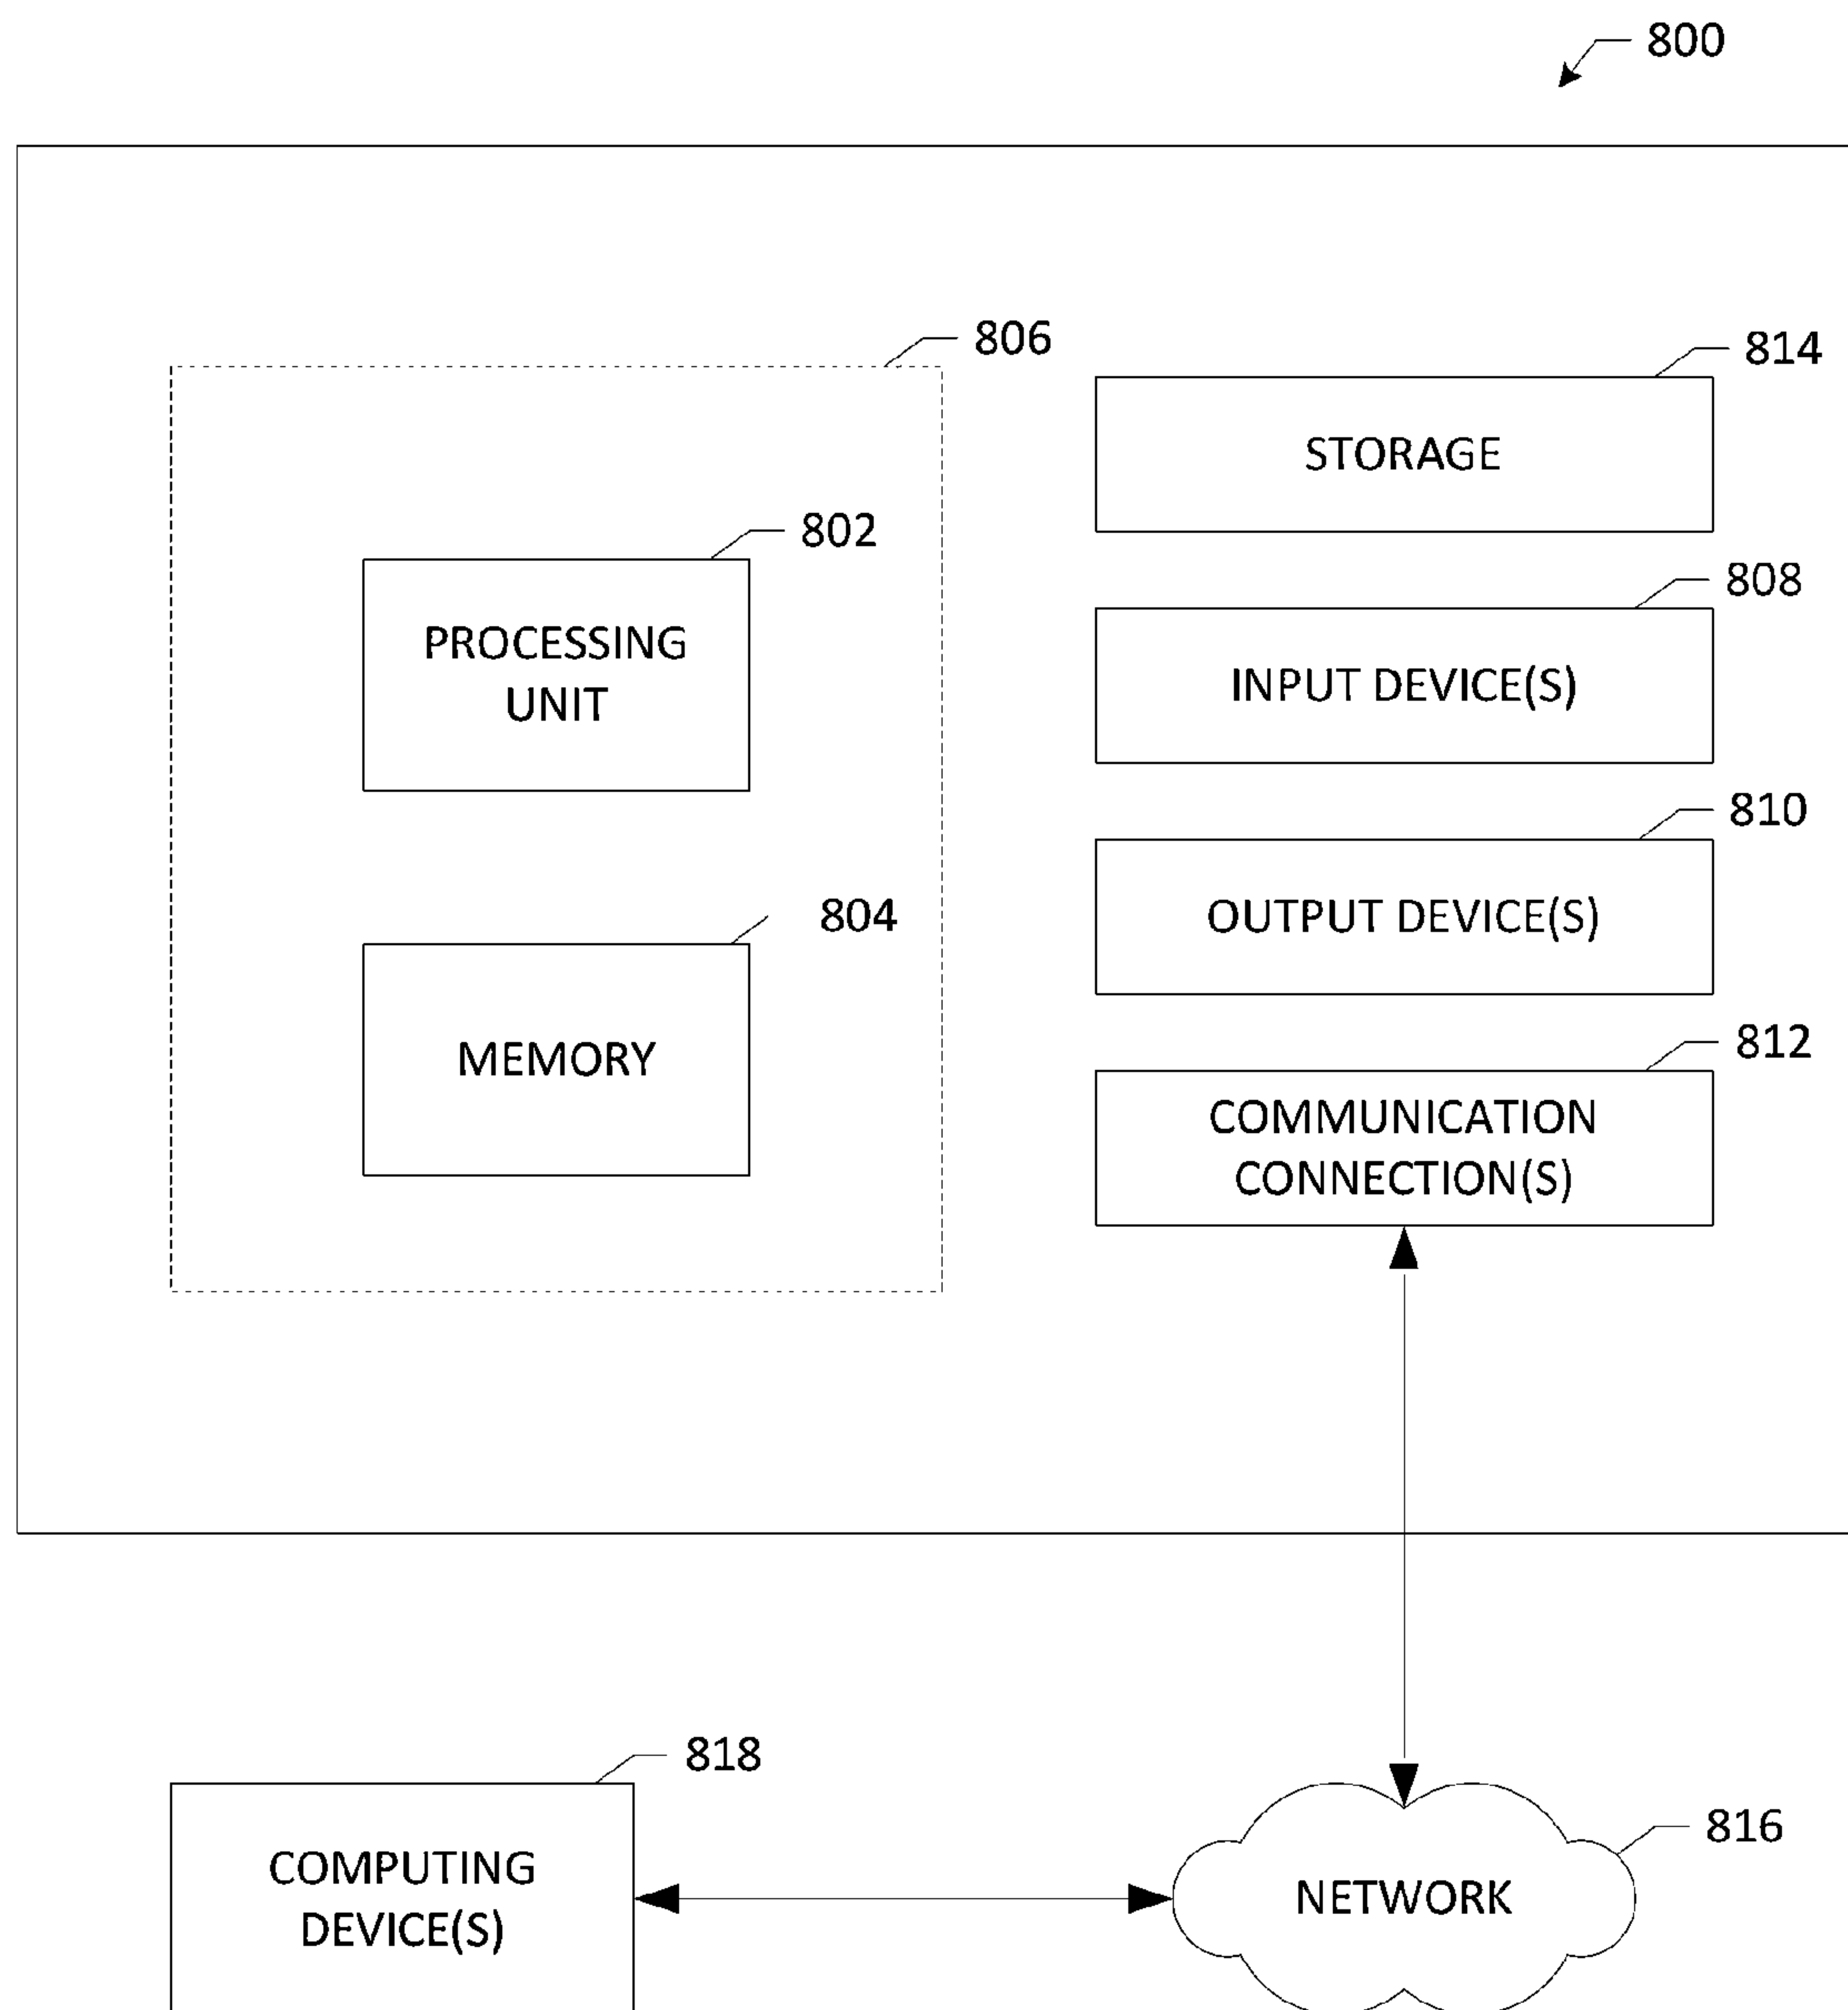 800
806
814
STORAGE
802
PROCESSING
UNIT
808
INPUT DEVICE(S)
810
OUTPUT DEVICE(S)
804
MEMORY
812
COMMUNICATION
CONNECTION(S)
818
COMPUTING
DEVICE(S)
816
NETWORK